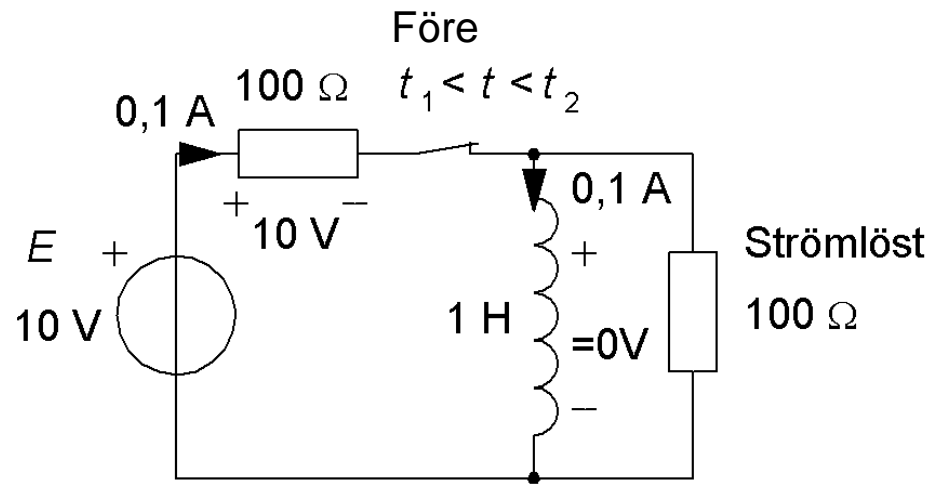 Före
t₁ < t < t₂
100 Ω
0,1 A
+ 10 V −
0,1 A
E +
10 V
1 H
+
=0V
−
Strömlöst
100 Ω